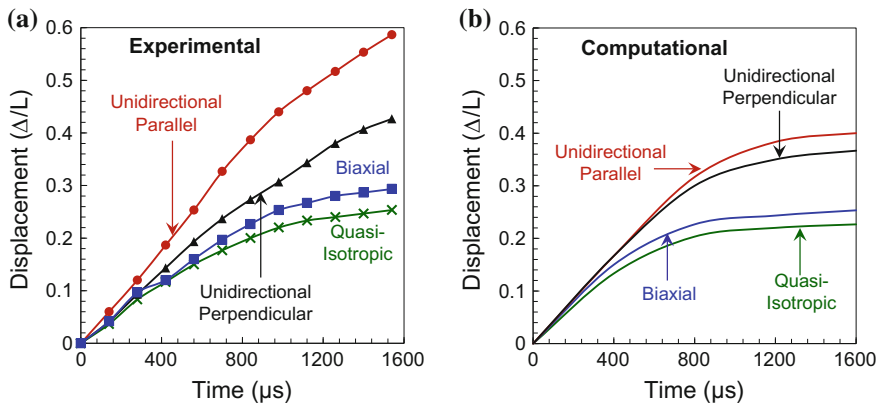 (a)
Experimental
Displacement (Δ/L)
0.6
0.5
0.4
0.3
0.2
0.1
0
Unidirectional
Parallel
Biaxial
Quasi-
Isotropic
Unidirectional
Perpendicular
0 400 800 1200 1600
Time (µs)
(b)
Computational
Displacement (Δ/L)
0.6
0.5
0.4
0.3
0.2
0.1
0
Unidirectional
Perpendicular
Unidirectional
Parallel
Biaxial
Quasi-
Isotropic
0 400 800 1200 1600
Time (µs)